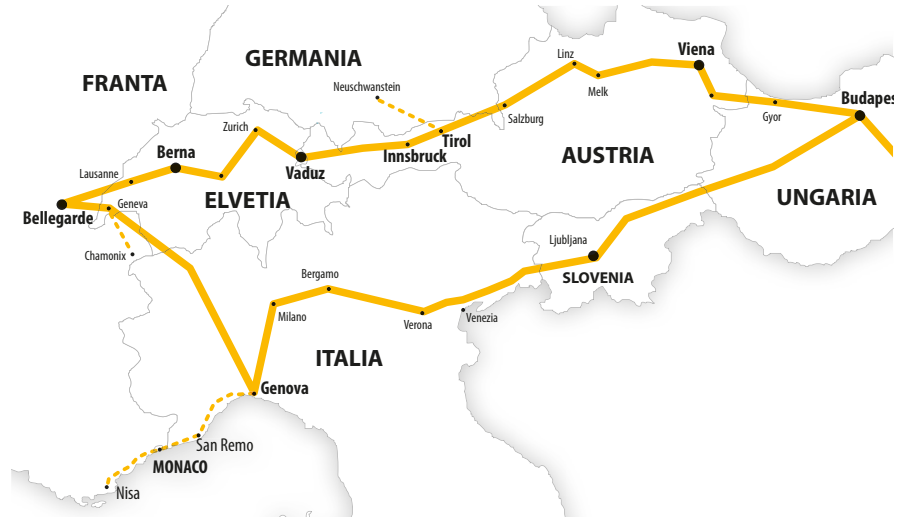 GERMANIA
FRANTA
Neuschwanstein
Linz
Viena
Melk
Budapes
Gyor
Salzburg
Zurich
Tirol
Innsbruck
Berna
Vaduz
AUSTRIA
Lausanne
ELVETIA
UNGARIA
Geneva
Bellegarde
Chamonix
Ljubljana
SLOVENIA
Bergamo
Milano
Verona
Venezia
ITALIA
Genova
San Remo
MONACO
Nisa